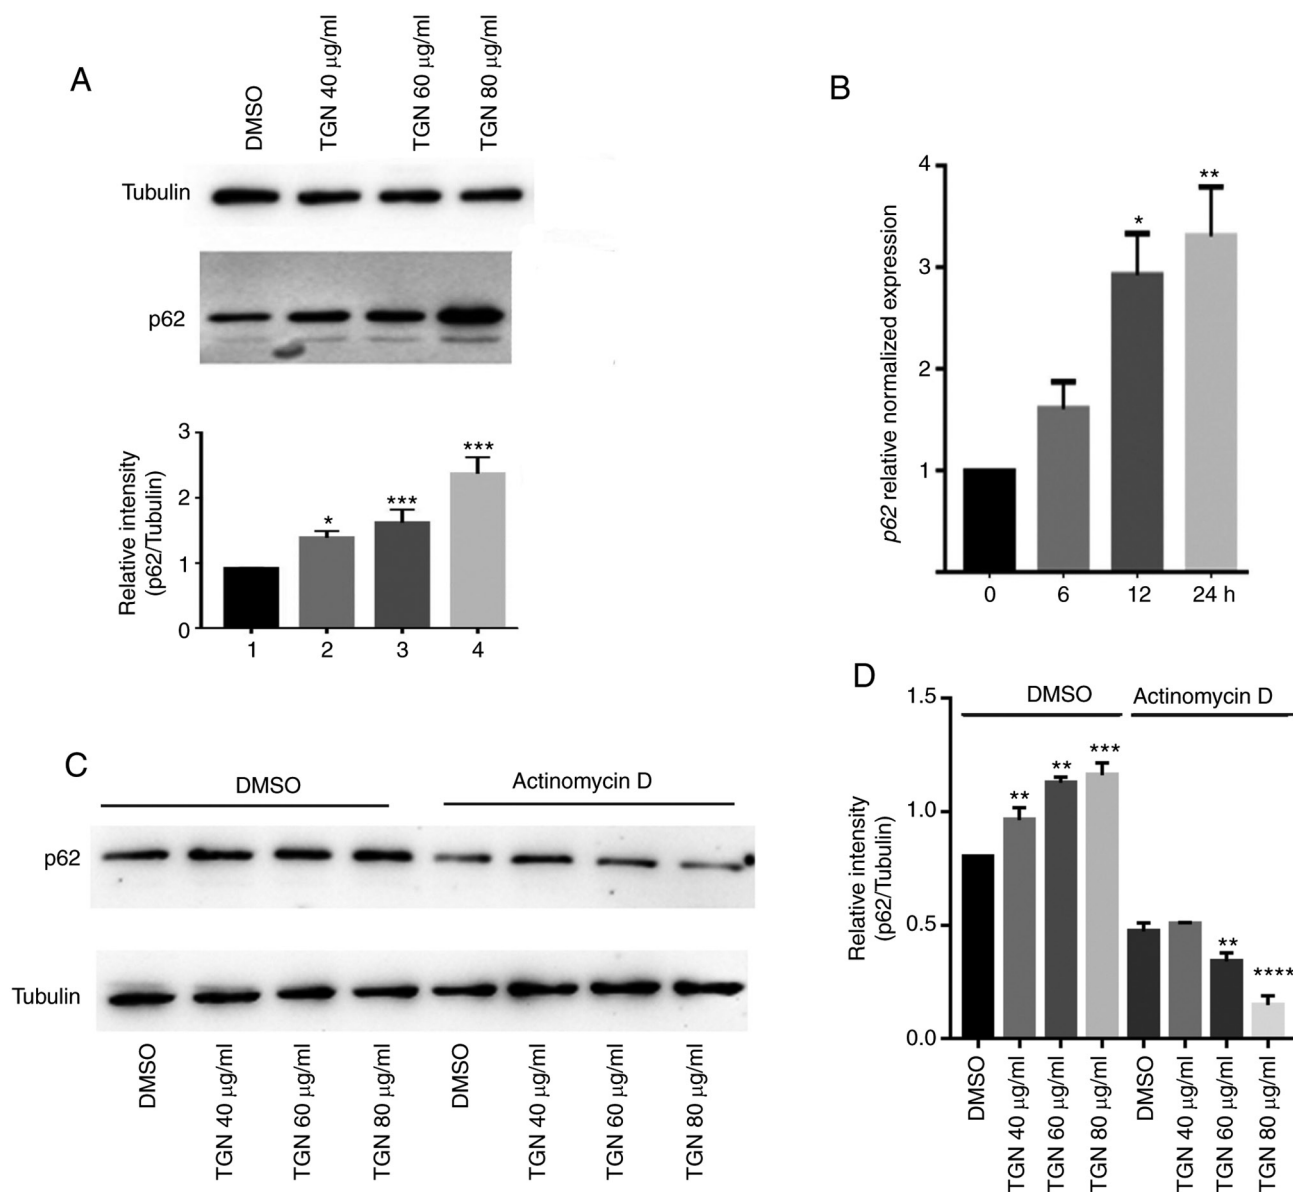 A
DMSO
TGN 40 μg/ml
TGN 60 μg/ml
TGN 80 μg/ml
Tubulin
p62
Relative intensity
(p62/Tubulin)
3
2
1
0
* *** ***
1 2 3 4
B
p62 relative normalized expression
4
3
2
1
* **
0 6 12 24 h
C
DMSO Actinomycin D
p62
Tubulin
DMSO
TGN 40 μg/ml
TGN 60 μg/ml
TGN 80 μg/ml
DMSO
TGN 40 μg/ml
TGN 60 μg/ml
TGN 80 μg/ml
D
DMSO Actinomycin D
Relative intensity
(p62/Tubulin)
1.5
1.0
0.5
0.0
** ** *** ** ****
DMSO
TGN 40 μg/ml
TGN 60 μg/ml
TGN 80 μg/ml
DMSO
TGN 40 μg/ml
TGN 60 μg/ml
TGN 80 μg/ml